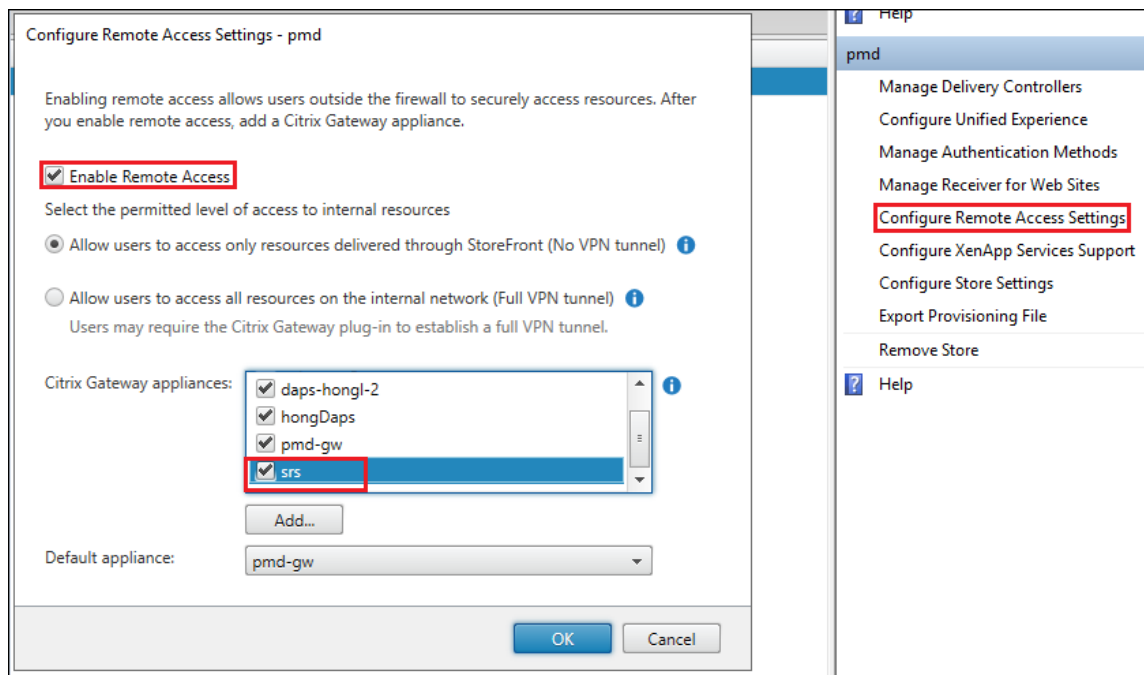 Configure Remote Access Settings - pmd
Enabling remote access allows users outside the firewall to securely access resources. After
you enable remote access, add a Citrix Gateway appliance.
Enable Remote Access
Select the permitted level of access to internal resources
Allow users to access only resources delivered through StoreFront (No VPN tunnel)
Allow users to access all resources on the internal network (Full VPN tunnel)
Users may require the Citrix Gateway plug-in to establish a full VPN tunnel.
Citrix Gateway appliances:
daps-hongl-2
hongDaps
pmd-gw
srs
Add...
Default appliance:
pmd-gw
OK
Cancel
Help
pmd
Manage Delivery Controllers
Configure Unified Experience
Manage Authentication Methods
Manage Receiver for Web Sites
Configure Remote Access Settings
Configure XenApp Services Support
Configure Store Settings
Export Provisioning File
Remove Store
Help